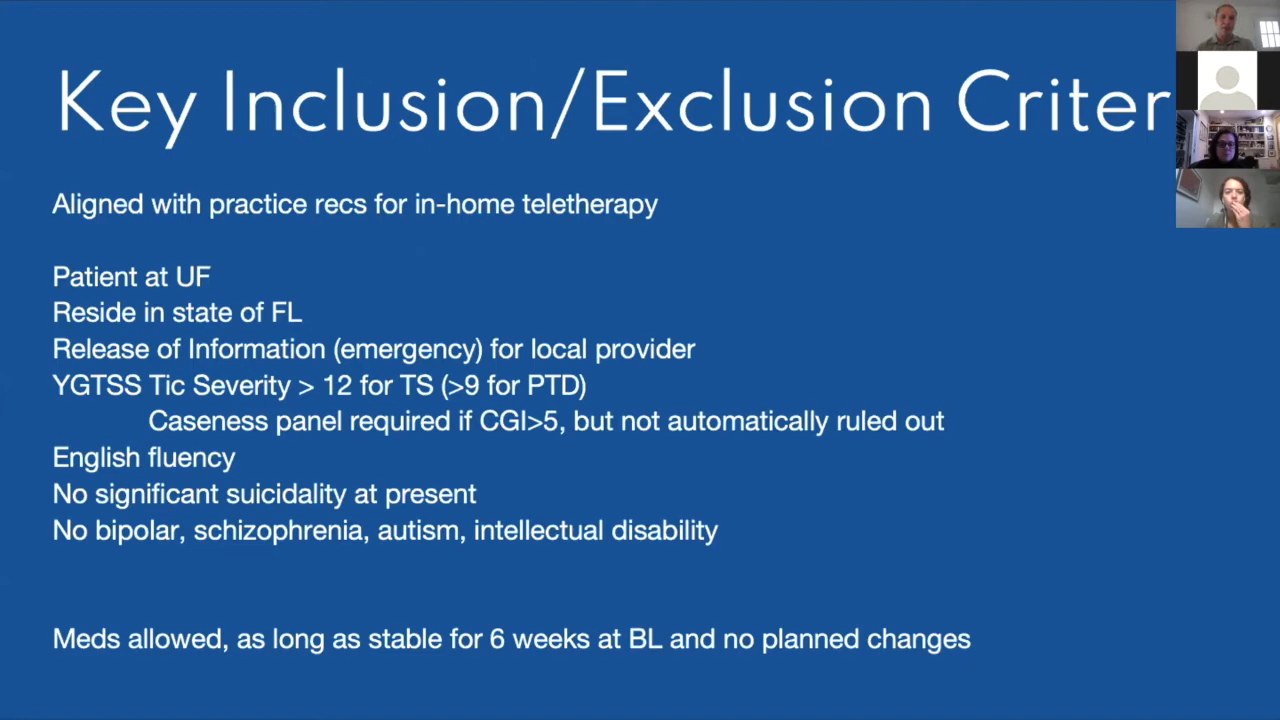 Key Inclusion/Exclusion Criter
Aligned with practice recs for in-home teletherapy
Patient at UF
Reside in state of FL
Release of Information (emergency) for local provider
YGTSS Tic Severity > 12 for TS (>9 for PTD)
Caseness panel required if CGI>5, but not automatically ruled out
English fluency
No significant suicidality at present
No bipolar, schizophrenia, autism, intellectual disability
Meds allowed, as long as stable for 6 weeks at BL and no planned changes